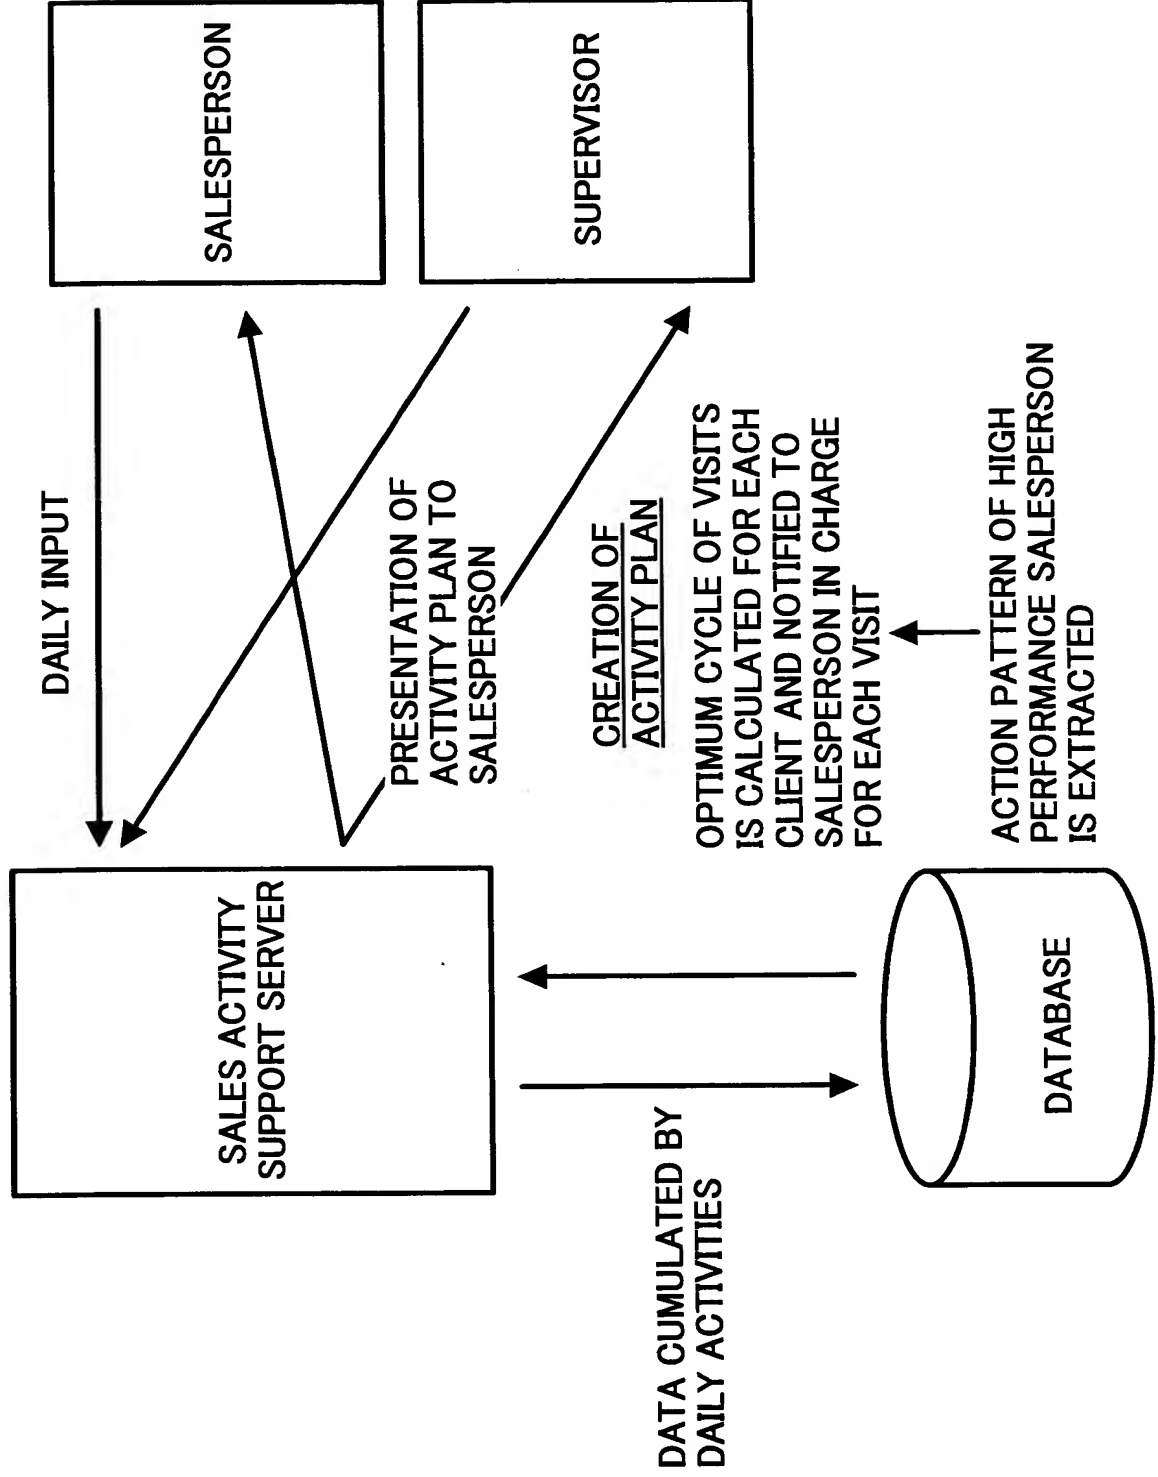 SALES ACTIVITY
SUPPORT SERVER
DAILY INPUT
SALESPERSON
PRESENTATION OF
ACTIVITY PLAN TO
SALESPERSON
SUPERVISOR
DATA CUMULATED BY
DAILY ACTIVITIES
CREATION OF
ACTIVITY PLAN
OPTIMUM CYCLE OF VISITS
IS CALCULATED FOR EACH
CLIENT AND NOTIFIED TO
SALESPERSON IN CHARGE
FOR EACH VISIT
DATABASE
ACTION PATTERN OF HIGH
PERFORMANCE SALESPERSON
IS EXTRACTED